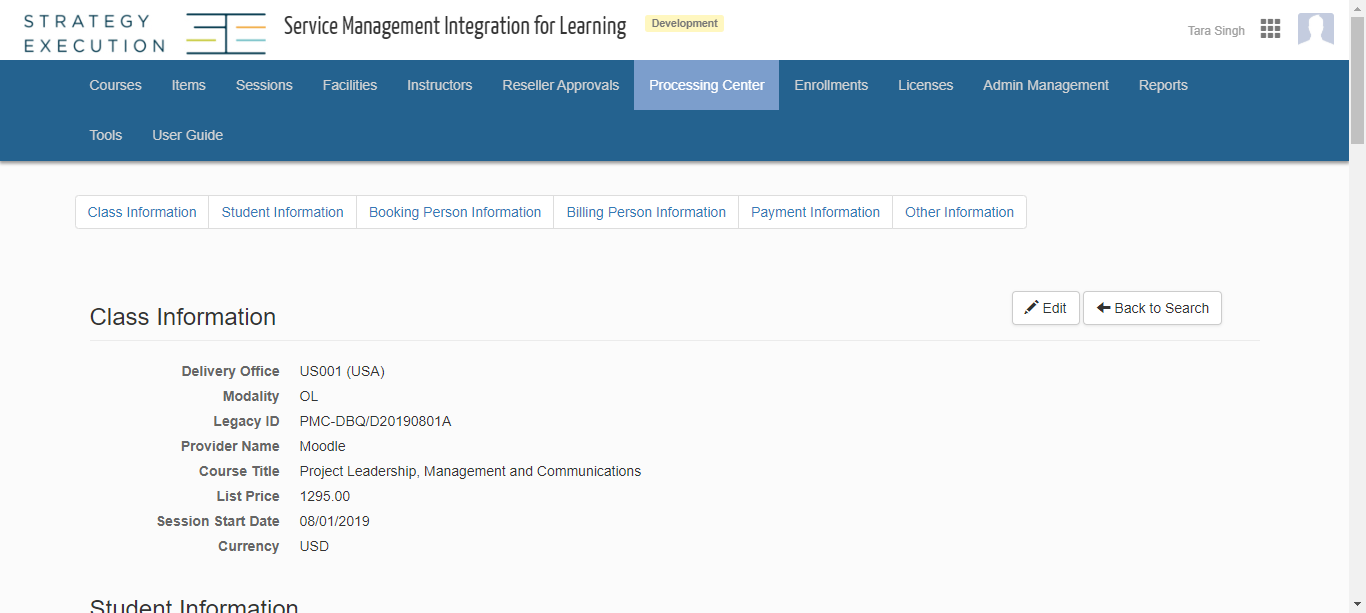 STRATEGY
EXECUTION
Service Management Integration for Learning
Development
Tara Singh
Courses Items Sessions Facilities Instructors Reseller Approvals Processing Center Enrollments Licenses Admin Management Reports
Tools User Guide
Class Information Student Information Booking Person Information Billing Person Information Payment Information Other Information
Class Information
Edit Back to Search
Delivery Office US001 (USA)
Modality OL
Legacy ID PMC-DBQ/D20190801A
Provider Name Moodle
Course Title Project Leadership, Management and Communications
List Price 1295.00
Session Start Date 08/01/2019
Currency USD
Student Information